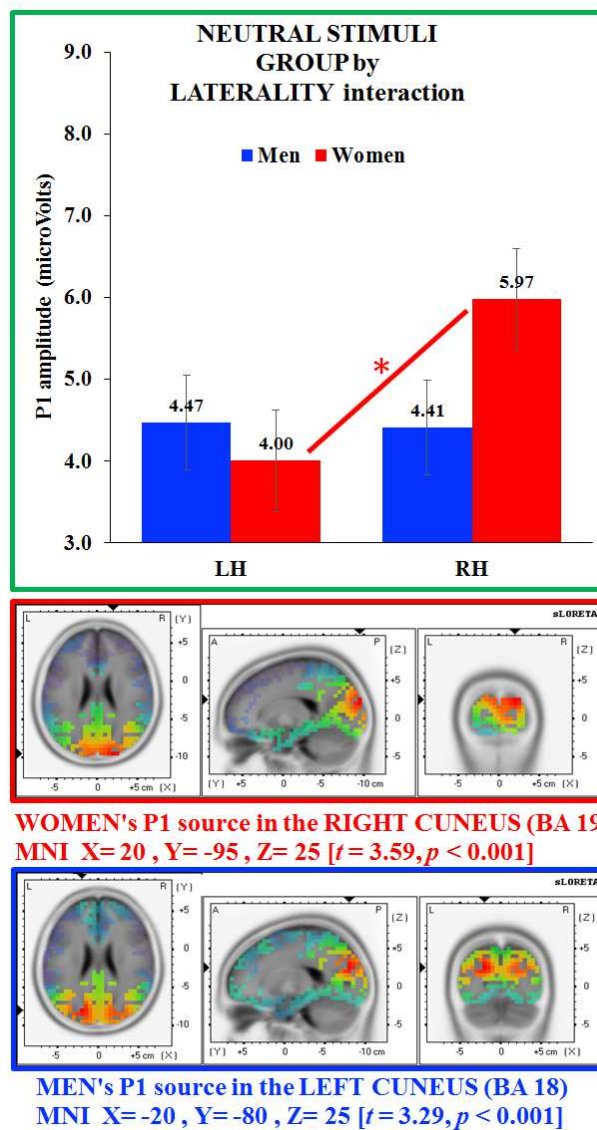 NEUTRAL STIMULI
GROUP by
LATERALITY interaction
Men Women
P1 amplitude (microVolts)
9.0
8.0
7.0
6.0
5.0
4.0
3.0
4.47
4.00
4.41
5.97
*
LH RH
sLORETA
L R (Y)
+5
0
-5
-10
-5 0 +5 cm (X)
A P (Z)
+5
0
-5
(Y) +5 0 -5 -10 cm
L R (Z)
+5
0
-5
-5 0 +5 cm (X)
WOMEN's P1 source in the RIGHT CUNEUS (BA 19
MNI X= 20 , Y= -95 , Z= 25 [t = 3.59, p < 0.001]
sLORETA
L R (Y)
+5
0
-5
-10
-5 0 +5 cm (X)
A P (Z)
+5
0
-5
(Y) +5 0 -5 -10 cm
L R (Z)
+5
0
-5
-5 0 +5 cm (X)
MEN's P1 source in the LEFT CUNEUS (BA 18)
MNI X= -20 , Y= -80 , Z= 25 [t = 3.29, p < 0.001]